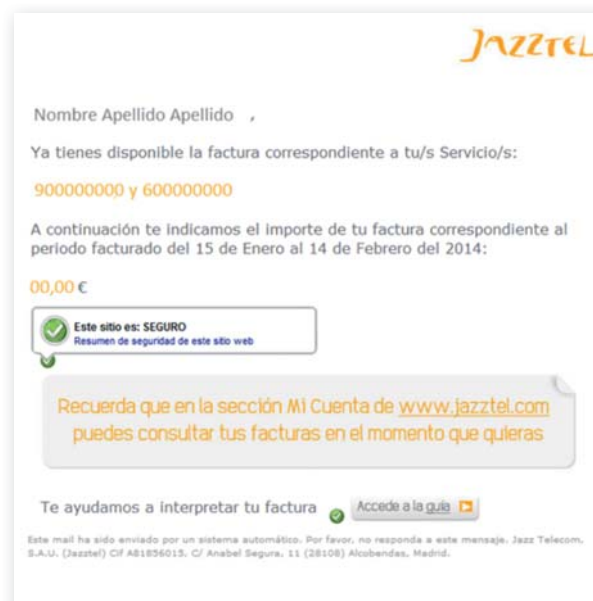 JAZZTEL
Nombre Apellido Apellido ,
Ya tienes disponible la factura correspondiente a tu/s Servicio/s:
900000000 y 600000000
A continuación te indicamos el importe de tu factura correspondiente al
periodo facturado del 15 de Enero al 14 de Febrero del 2014:
00,00 €
Este sitio es: SEGURO
Resumen de seguridad de este sitio web
Recuerda que en la sección Mi Cuenta de www.jazztel.com
puedes consultar tus facturas en el momento que quieras
Te ayudamos a interpretar tu factura Accede a la guía
Este mail ha sido enviado por un sistema automático. Por favor, no responda a este mensaje. Jazz Telecom,
S.A.U. (Jazztel) Cif A81856015. C/ Anabel Segura, 11 (28108) Alcobendas, Madrid.